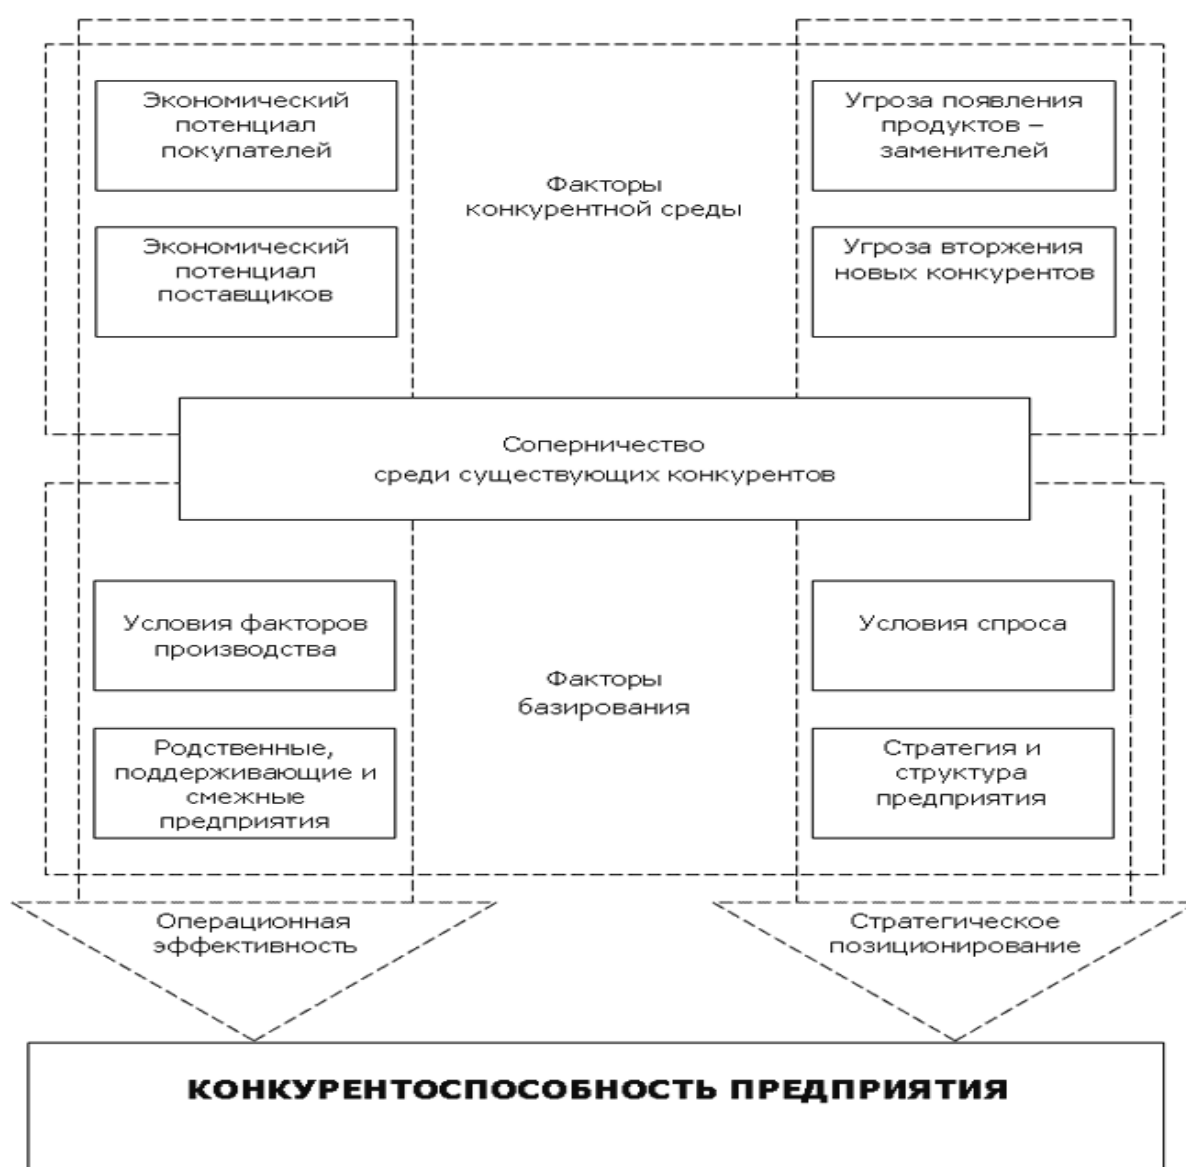 Экономический
потенциал
покупателей
Угроза появления
продуктов –
заменителей
Факторы
конкурентной среды
Экономический
потенциал
поставщиков
Угроза вторжения
новых конкурентов
Соперничество
среди существующих конкурентов
Условия факторов
производства
Условия спроса
Факторы
базирования
Родственные,
поддерживающие и
смежные
предприятия
Стратегия и
структура
предприятия
Операционная
эффективность
Стратегическое
позиционирование
КОНКУРЕНТОСПОСОБНОСТЬ ПРЕДПРИЯТИЯ